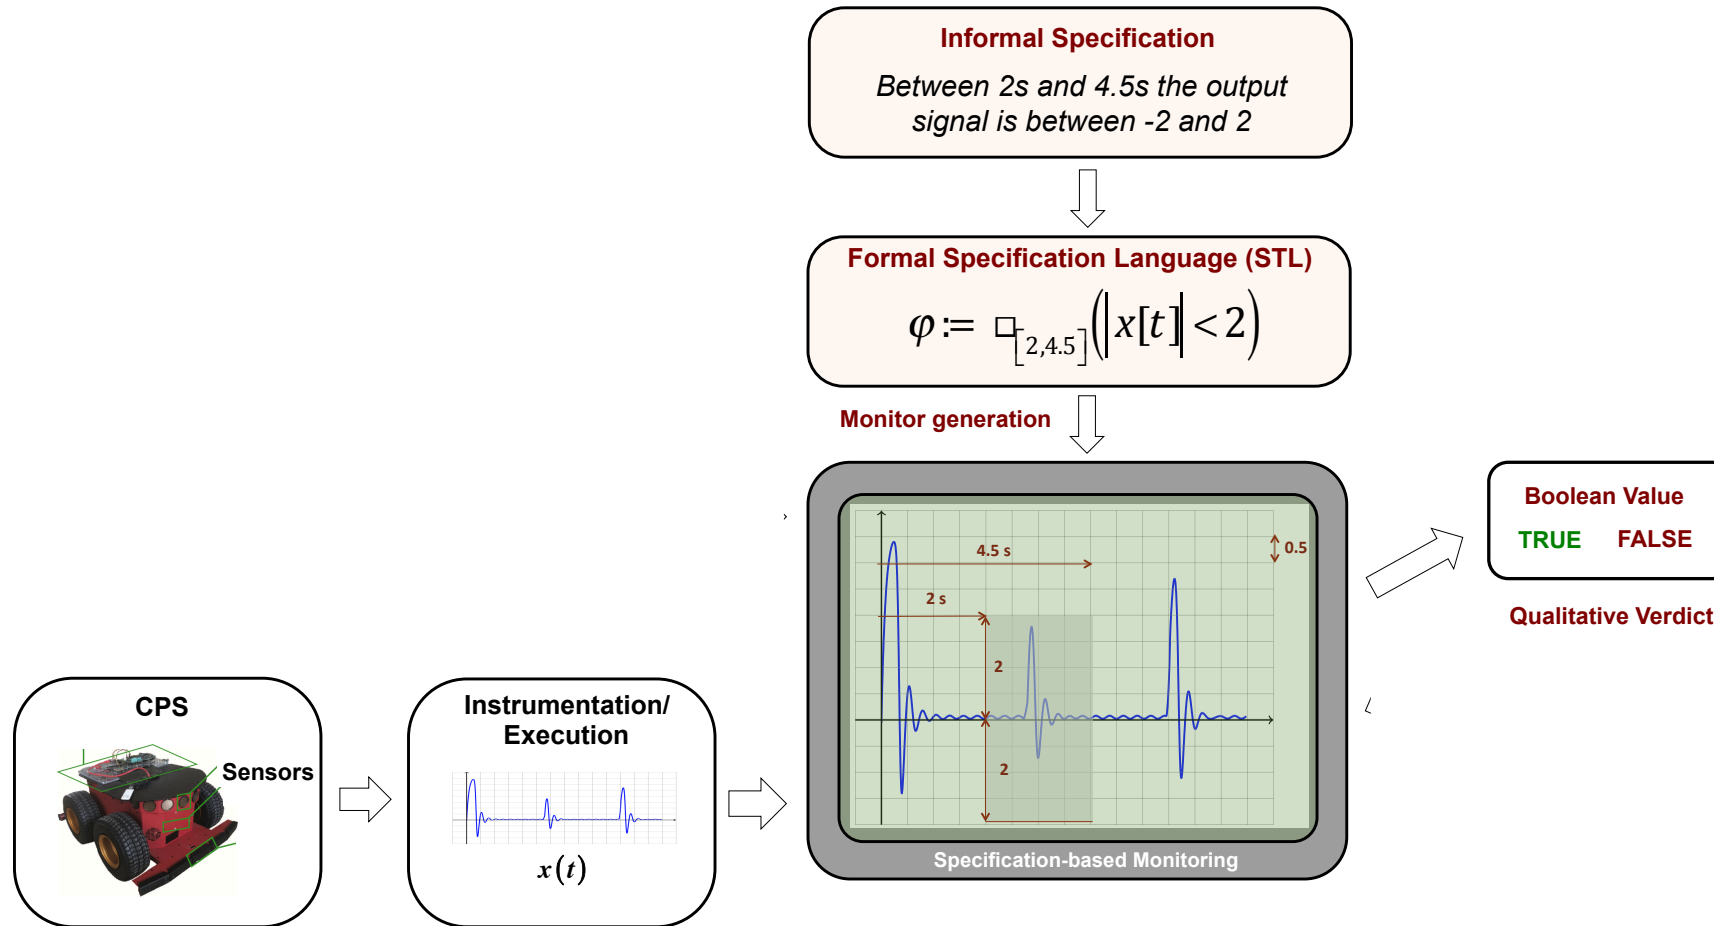 Informal Specification
Between 2s and 4.5s the output
signal is between -2 and 2
Formal Specification Language (STL)
φ := □[2,4.5](|x[t]| < 2)
Monitor generation
4.5 s
0.5
2 s
2
2
Specification-based Monitoring
Boolean Value
TRUE FALSE
Qualitative Verdict
CPS
Sensors
Instrumentation/
Execution
x(t)